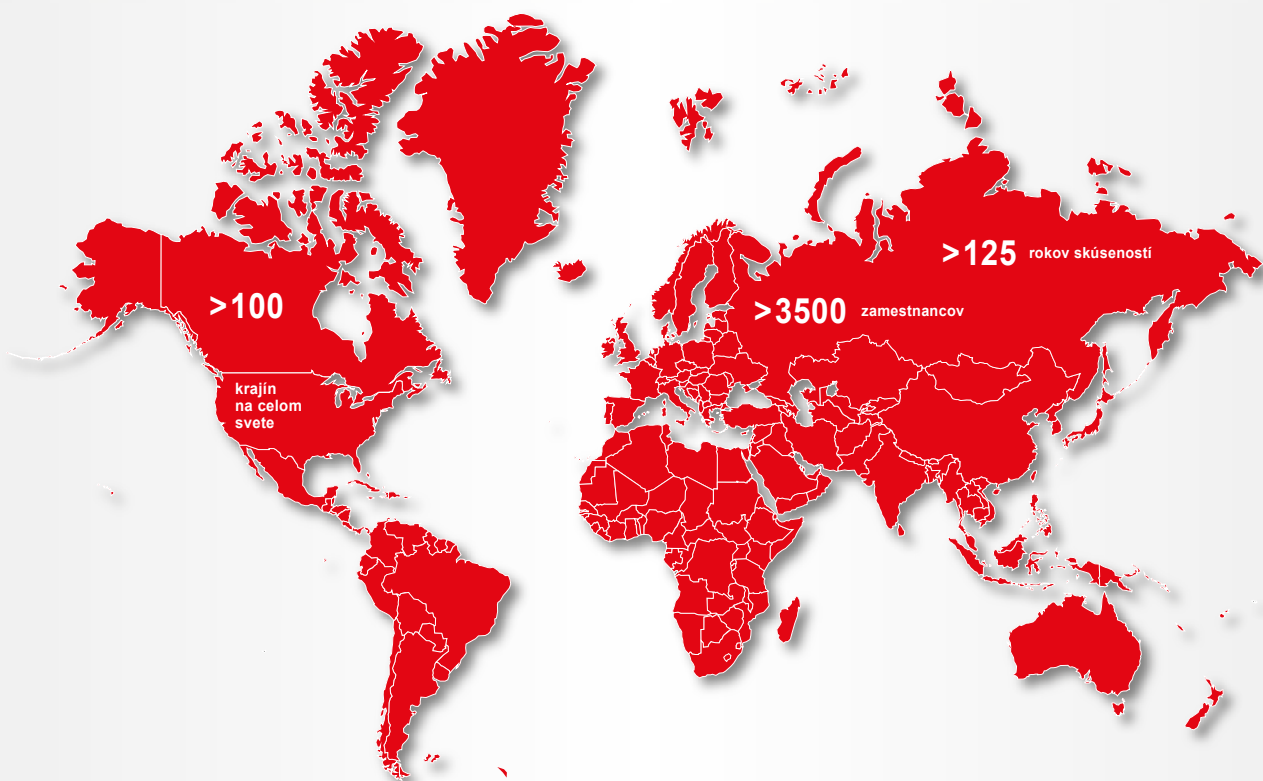 >100
krajín
na celom
svete
>3500 zamestnancov
>125 rokov skúseností